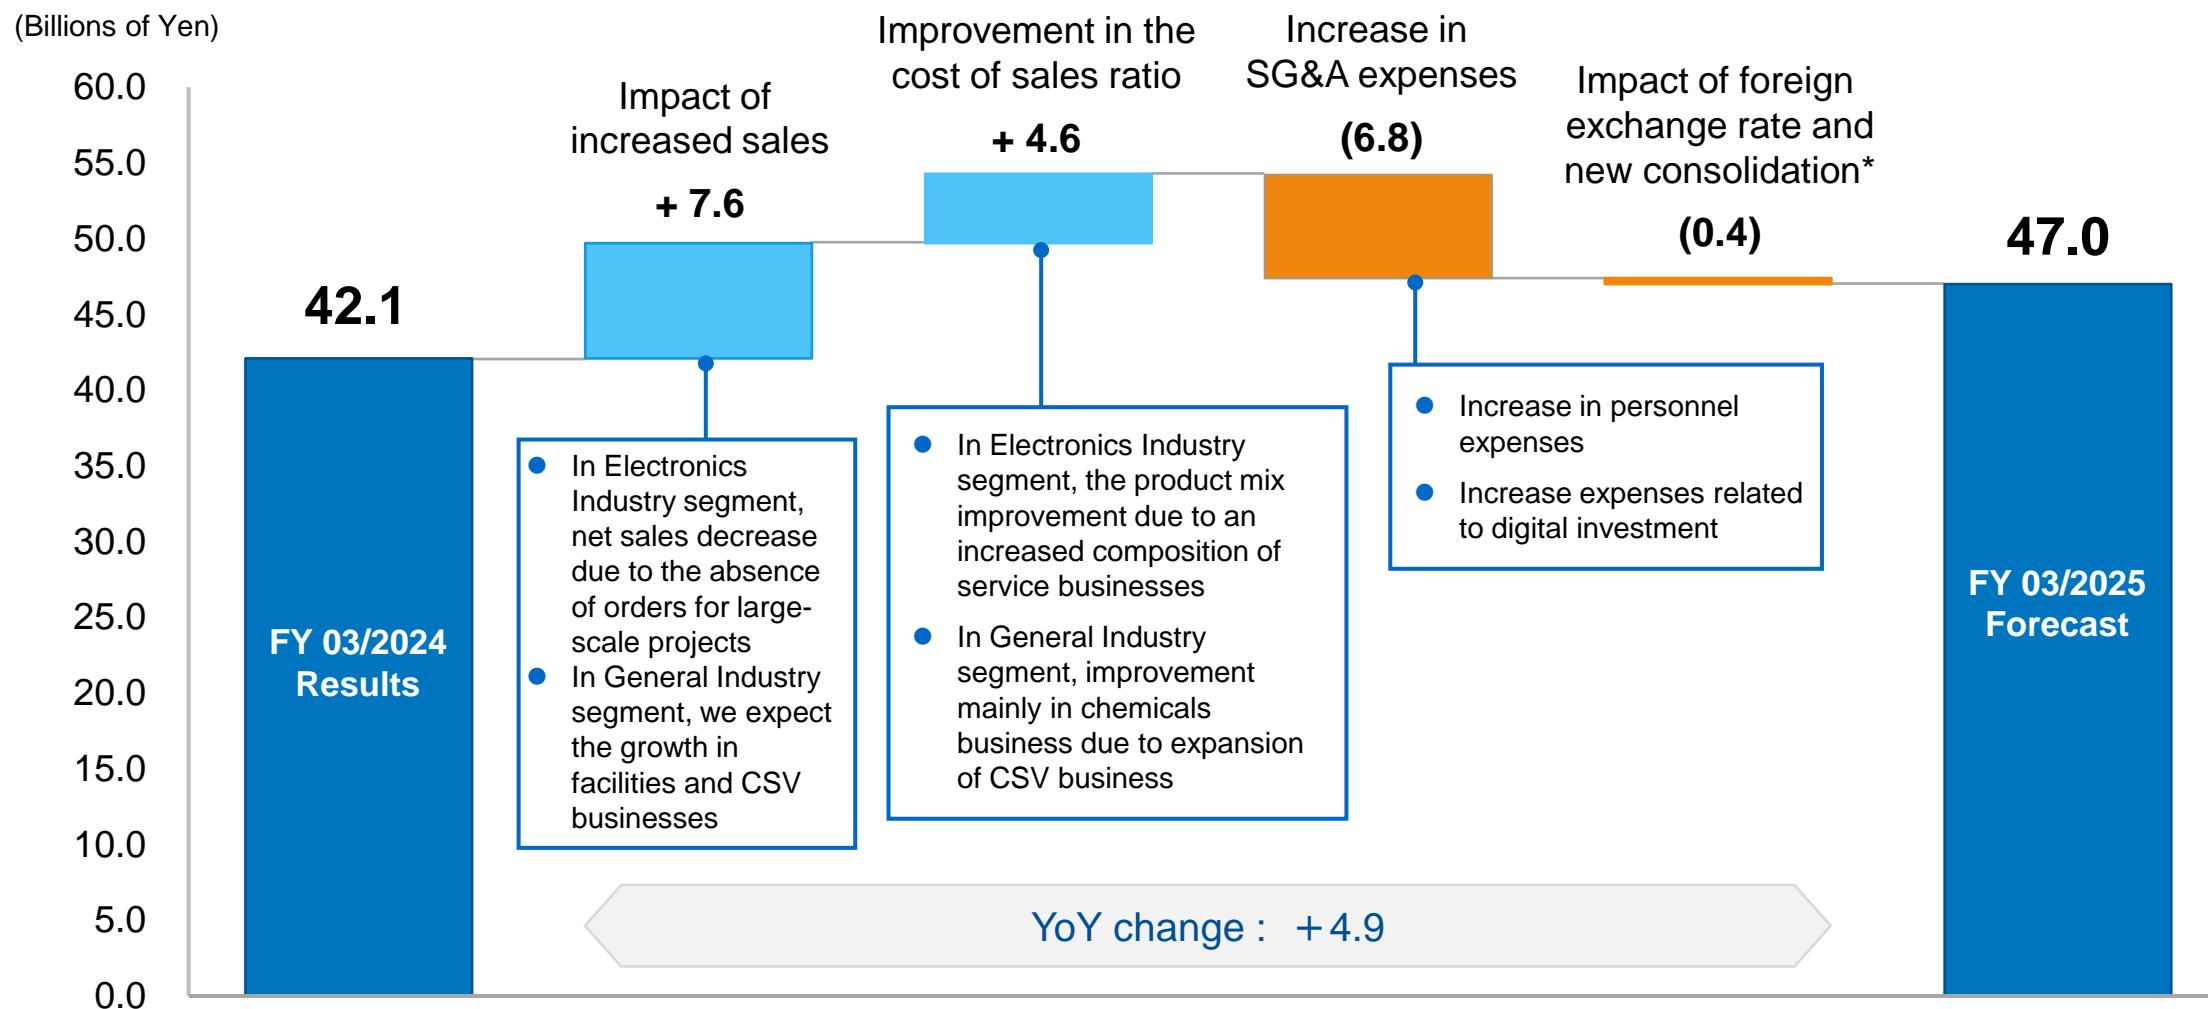 (Billions of Yen)
60.0
55.0
50.0
45.0
40.0
35.0
30.0
25.0
20.0
15.0
10.0
5.0
0.0
42.1
FY 03/2024
Results
Impact of
increased sales
+ 7.6
In Electronics
Industry segment,
net sales decrease
due to the absence
of orders for large-
scale projects
In General Industry
segment, we expect
the growth in
facilities and CSV
businesses
Improvement in the
cost of sales ratio
+ 4.6
In Electronics Industry
segment, the product mix
improvement due to an
increased composition of
service businesses
In General Industry
segment, improvement
mainly in chemicals
business due to expansion
of CSV business
Increase in
SG&A expenses
(6.8)
Increase in personnel
expenses
Increase expenses related
to digital investment
Impact of foreign
exchange rate and
new consolidation*
(0.4)
47.0
FY 03/2025
Forecast
YoY change : ＋4.9